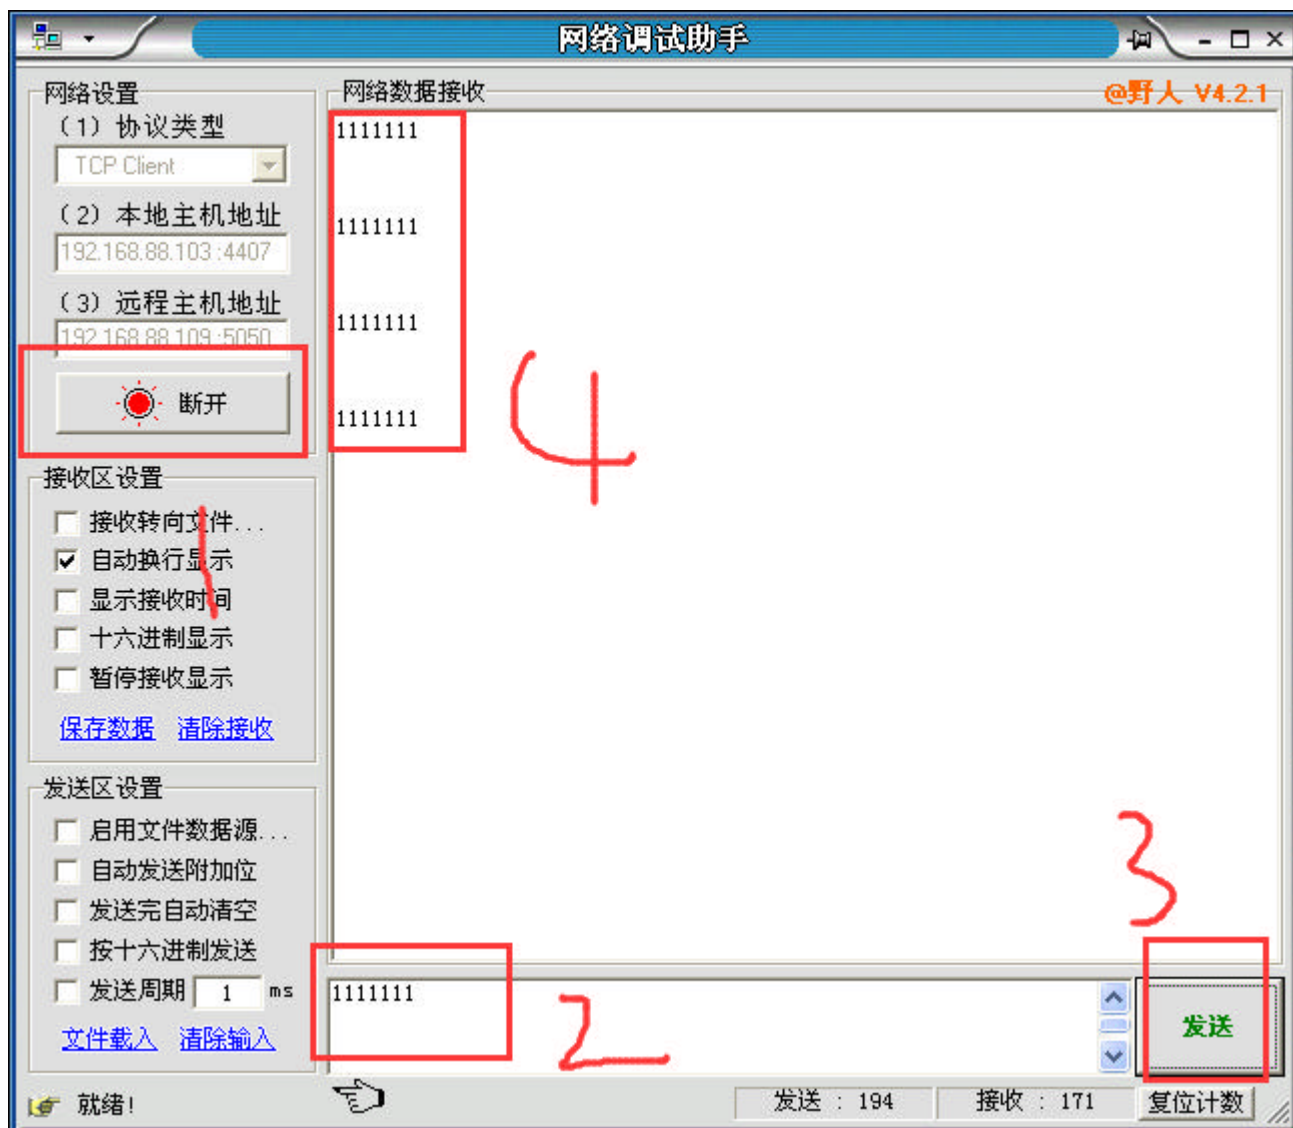 网络调试助手
网络设置
(1) 协议类型
TCP Client
(2) 本地主机地址
192.168.88.103 :4407
(3) 远程主机地址
192.168.88.109 :5050
断开
接收区设置
接收转向文件...
自动换行显示
显示接收时间
十六进制显示
暂停接收显示
保存数据 清除接收
发送区设置
启用文件数据源...
自动发送附加位
发送完自动清空
按十六进制发送
发送周期 1 ms
文件载入 清除输入
网络数据接收
@野人 V4.2.1
1111111
1111111
1111111
1111111
1
4
3
1111111
2
发送
就绪!
发送 : 194
接收 : 171
复位计数